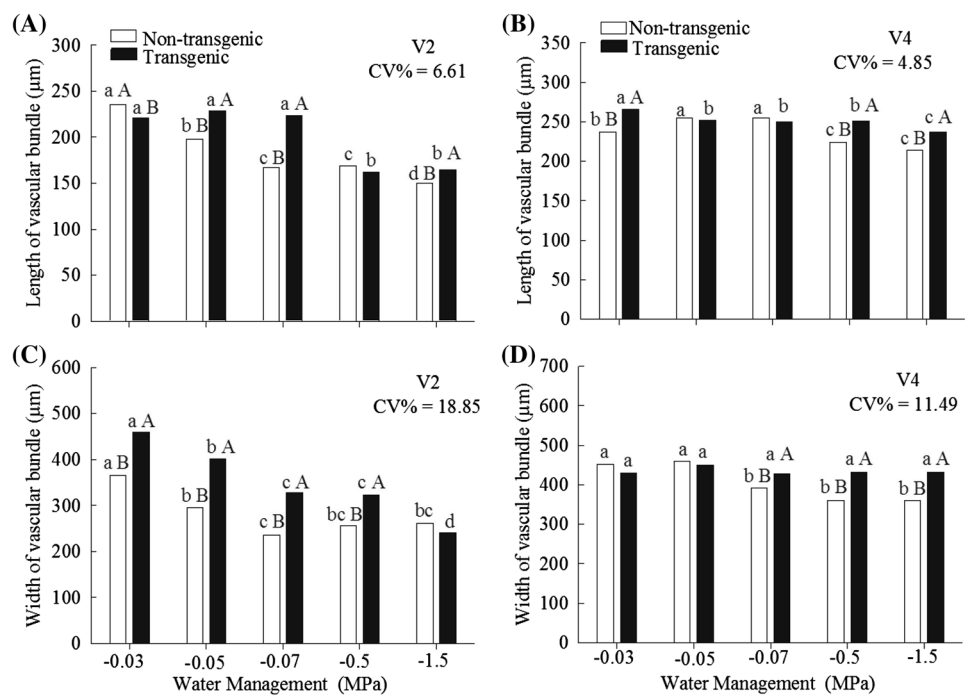 (A)
Non-transgenic
Transgenic
V2
CV% = 6.61
Length of vascular bundle (µm)
300
250
200
150
100
50
0
a A
a B
b B
a A
c B
a A
c
b
d B
b A
(B)
Non-transgenic
Transgenic
V4
CV% = 4.85
Length of vascular bundle (µm)
350
300
250
200
150
100
50
0
b B
a A
a
b
a
b
c B
b A
c B
c A
(C)
V2
CV% = 18.85
Width of vascular bundle (µm)
600
500
400
300
200
100
0
a B
a A
b B
b A
c B
c A
bc B
c A
bc
d
-0.03
-0.05
-0.07
-0.5
-1.5
Water Management (MPa)
(D)
V4
CV% = 11.49
Width of vascular bundle (µm)
700
600
500
400
300
200
100
0
a
a
a
a
b B
a A
b B
a A
b B
a A
-0.03
-0.05
-0.07
-0.5
-1.5
Water Management (MPa)